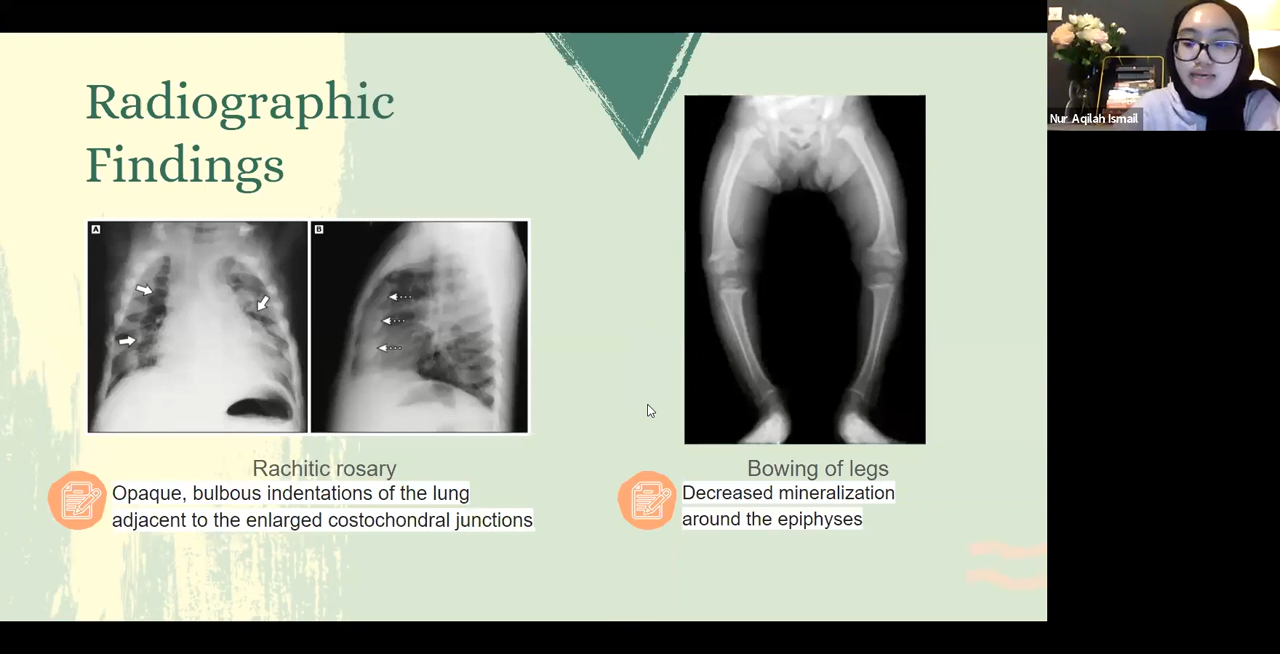 Radiographic
Findings
A
B
Rachitic rosary
Opaque, bulbous indentations of the lung
adjacent to the enlarged costochondral junctions
Bowing of legs
Decreased mineralization
around the epiphyses
Nur Aqilah Ismail